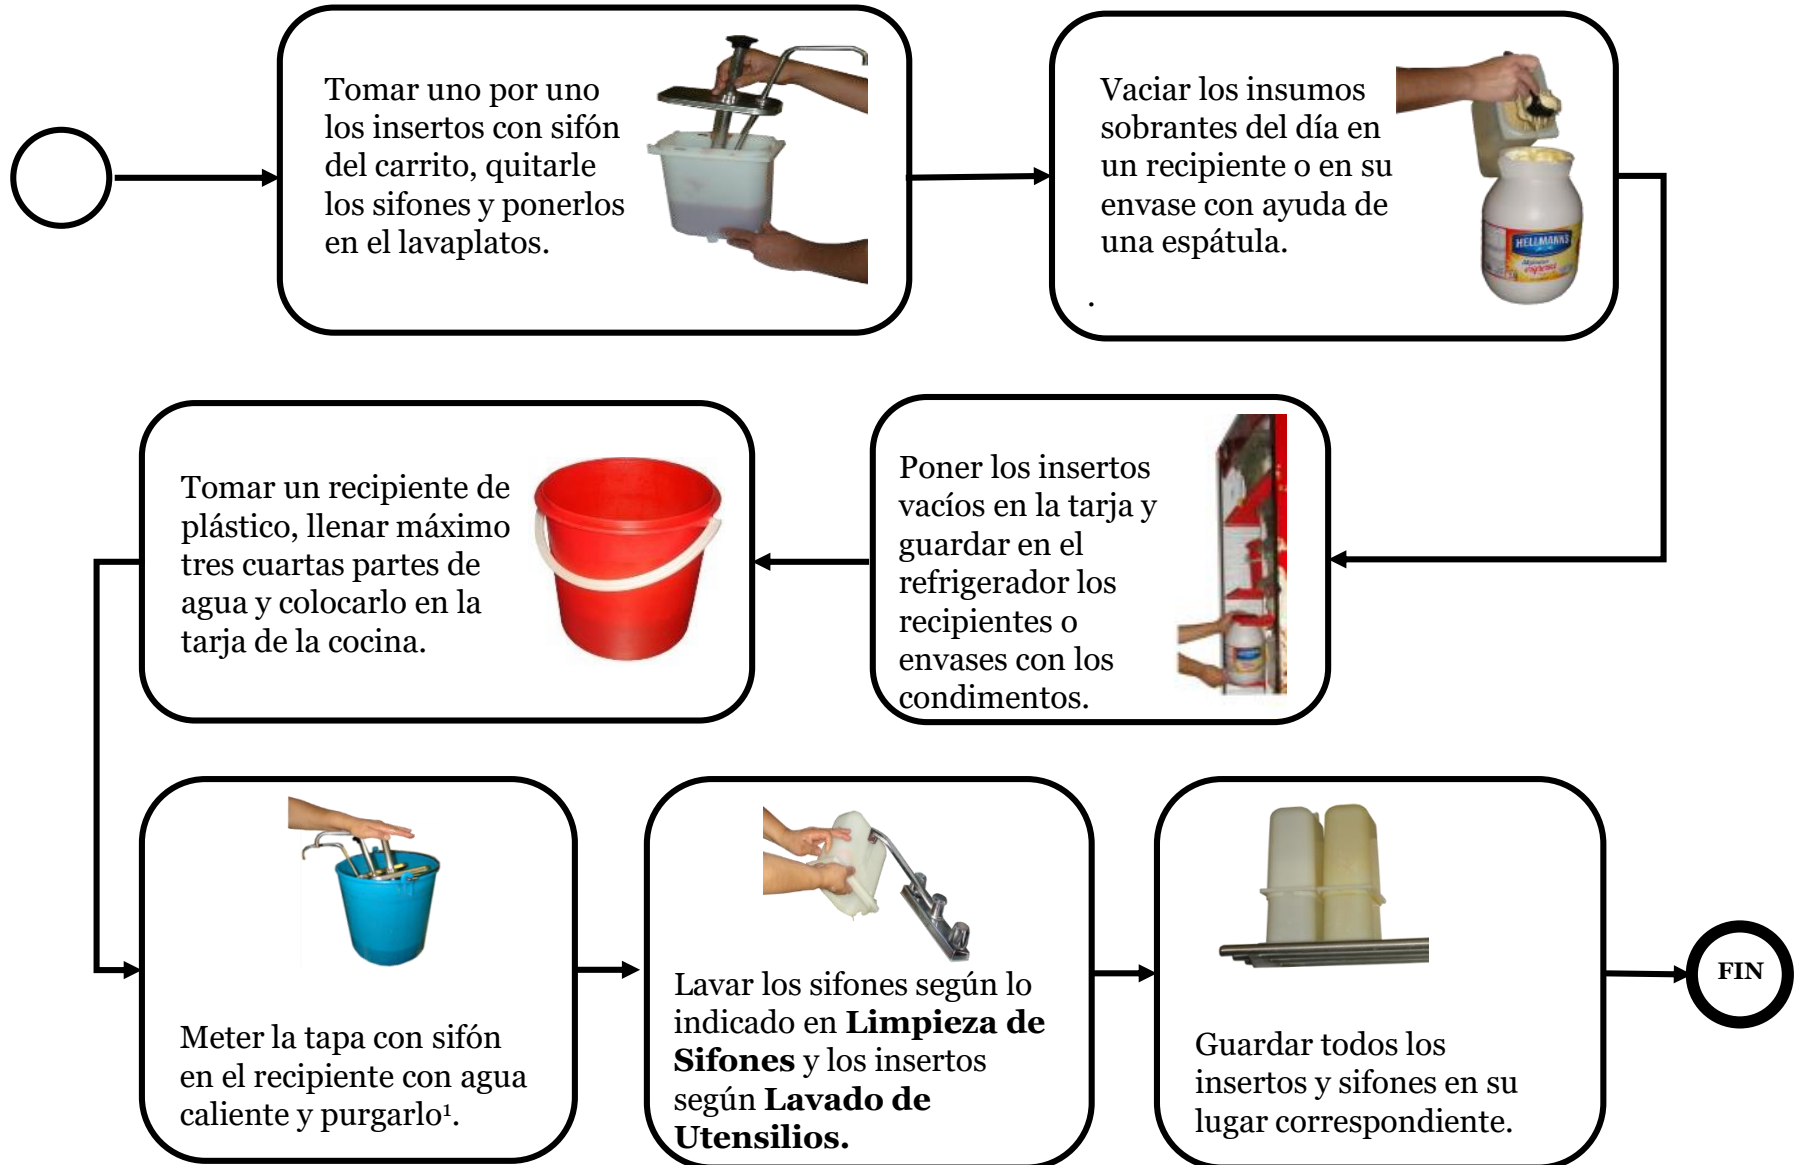 Tomar uno por uno
los insertos con sifón
del carrito, quitarle
los sifones y ponerlos
en el lavaplatos.
Vaciar los insumos
sobrantes del día en
un recipiente o en su
envase con ayuda de
una espátula.
.
HELLMANN'S
Poner los insertos
vacíos en la tarja y
guardar en el
refrigerador los
recipientes o
envases con los
condimentos.
Tomar un recipiente de
plástico, llenar máximo
tres cuartas partes de
agua y colocarlo en la
tarja de la cocina.
Meter la tapa con sifón
en el recipiente con agua
caliente y purgarlo¹.
Lavar los sifones según lo
indicado en Limpieza de
Sifones y los insertos
según Lavado de
Utensilios.
Guardar todos los
insertos y sifones en su
lugar correspondiente.
FIN